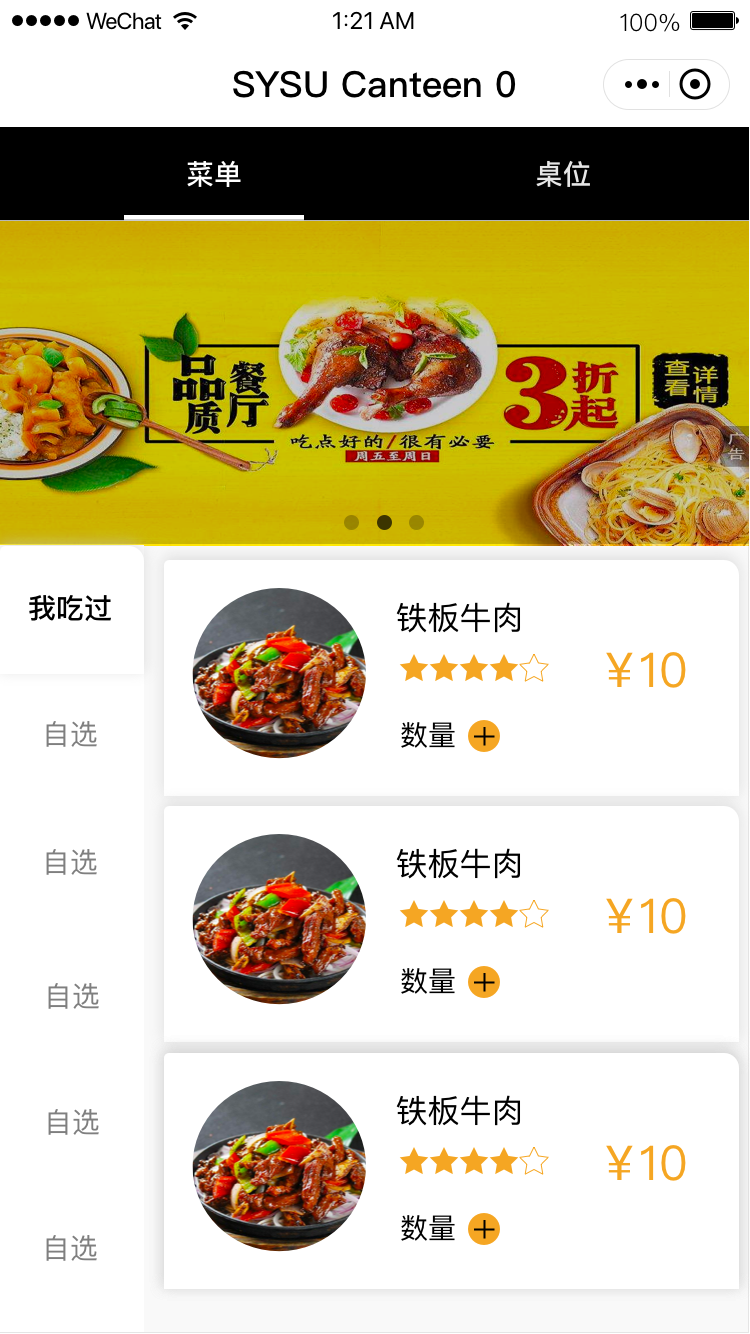 WeChat 1:21 AM 100%
SYSU Canteen 0
菜单 桌位
品品质
餐厅
3折起
查看详情
吃点好的/很有必要
周五至周日
广告
我吃过
自选
自选
自选
自选
自选
铁板牛肉
¥10
数量
铁板牛肉
¥10
数量
铁板牛肉
¥10
数量